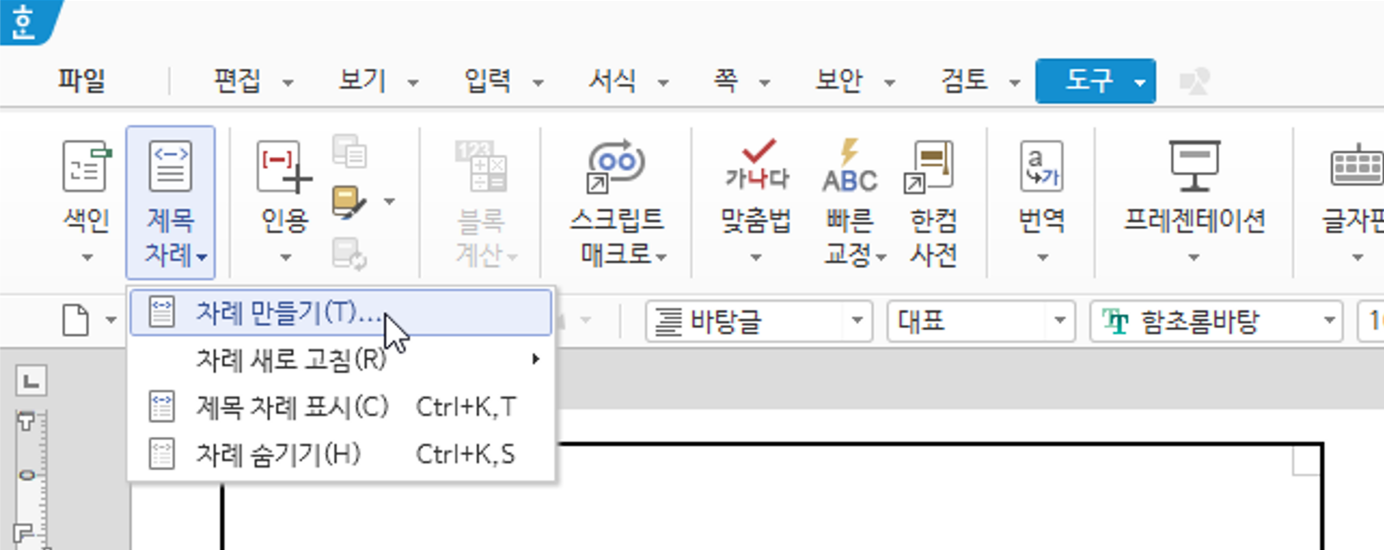 혼
파일 편집 보기 입력 서식 쪽 보안 검토 도구
123 가나다 ABC a가
색인 제목 차례 인용 블록 계산 스크립트 매크로 맞춤법 빠른 교정 한컴 사전 번역 프레젠테이션 글자판
차례 만들기(T)...
바탕글 대표 함초롬바탕
차례 새로 고침(R)
제목 차례 표시(C) Ctrl+K,T
차례 숨기기(H) Ctrl+K,S